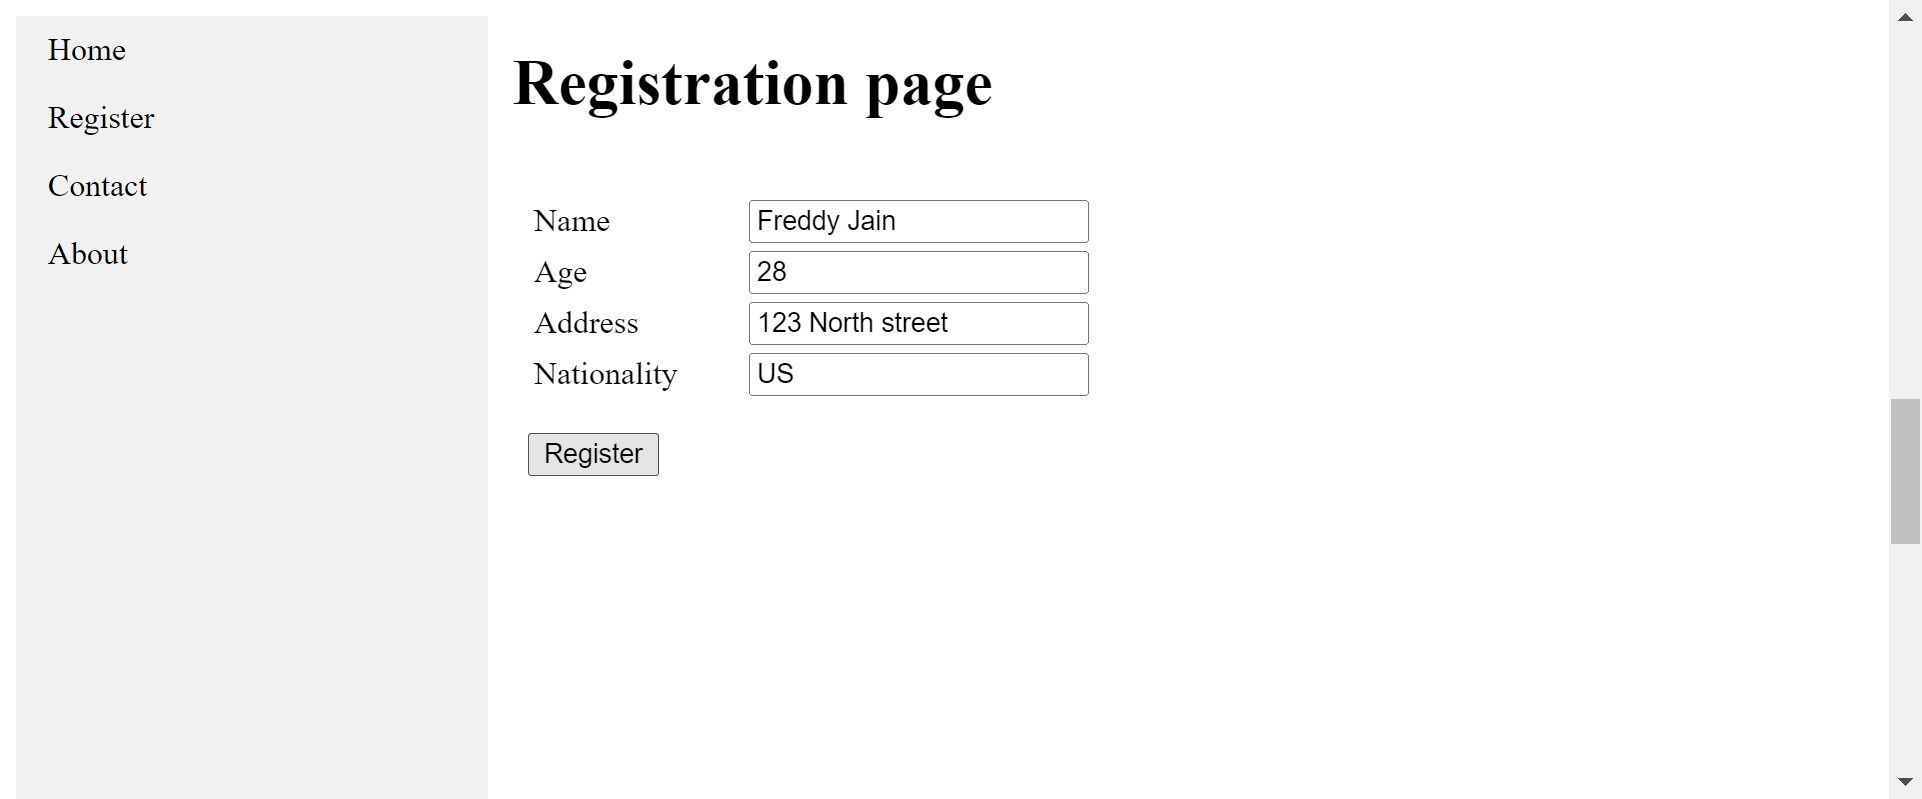 Home
Register
Contact
About
Registration page
Name Freddy Jain
Age 28
Address 123 North street
Nationality US
Register